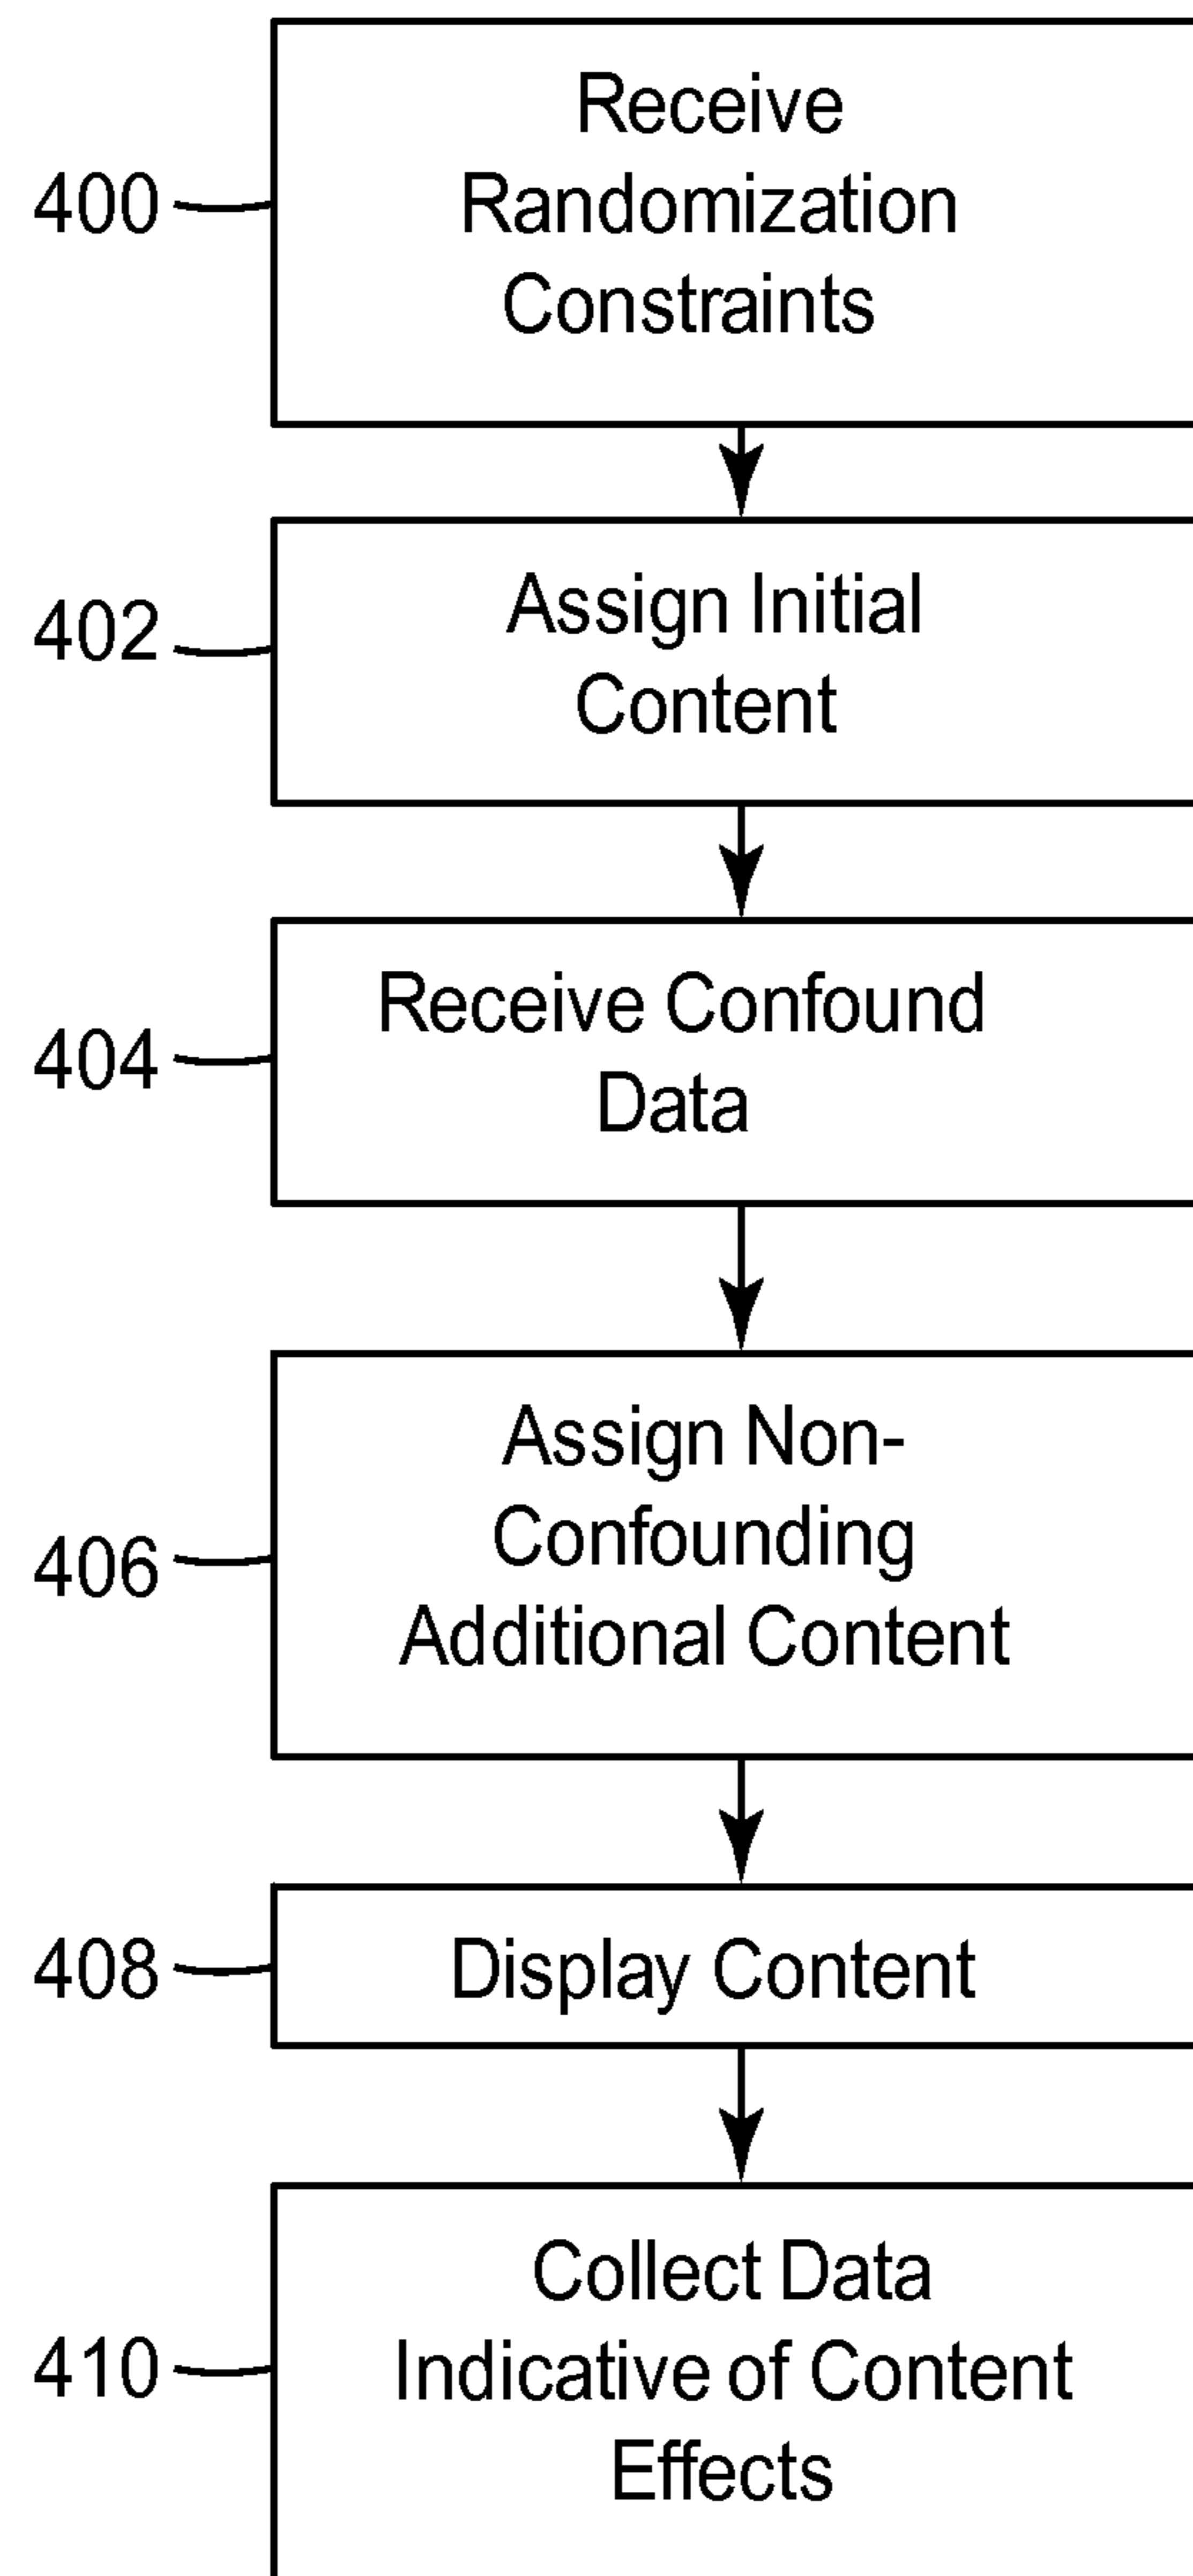 Receive
Randomization
Constraints
400
Assign Initial
Content
402
Receive Confound
Data
404
Assign Non-
Confounding
Additional Content
406
Display Content
408
Collect Data
Indicative of Content
Effects
410